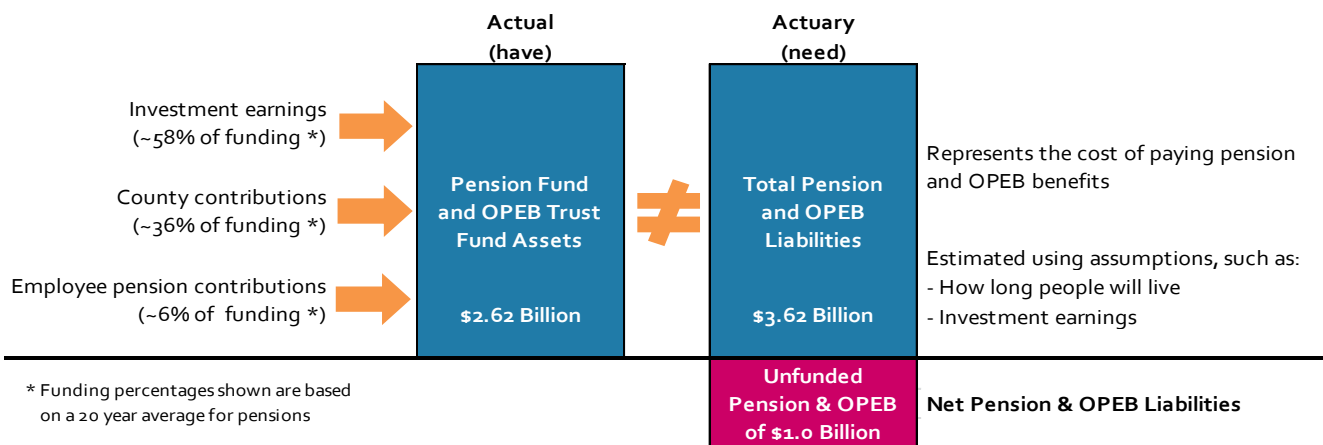 Actual
(have)
Actuary
(need)
Investment earnings
(~58% of funding *)
County contributions
(~36% of funding *)
Employee pension contributions
(~6% of funding *)
Pension Fund
and OPEB Trust
Fund Assets
$2.62 Billion
≠
Total Pension
and OPEB
Liabilities
$3.62 Billion
Represents the cost of paying pension
and OPEB benefits
Estimated using assumptions, such as:
- How long people will live
- Investment earnings
* Funding percentages shown are based
on a 20 year average for pensions
Unfunded
Pension & OPEB
of $1.0 Billion
Net Pension & OPEB Liabilities